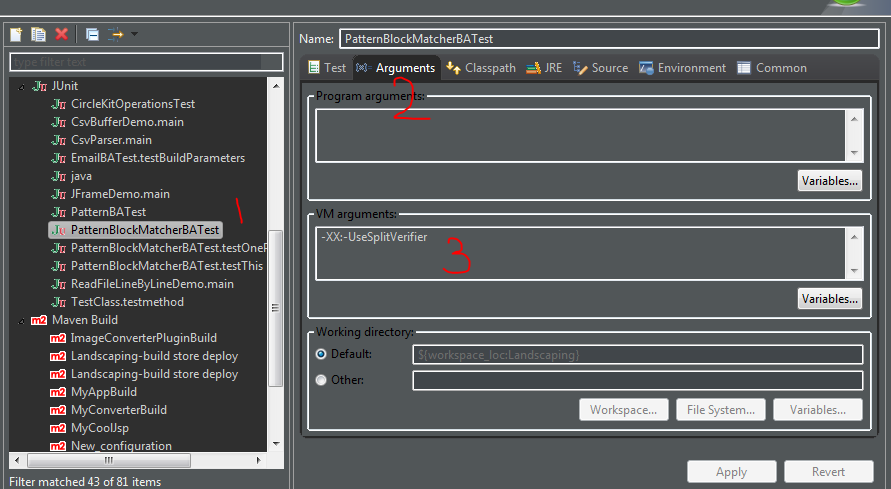 Name:
PatternBlockMatcherBATest
type filter text
JUnit
CircleKitOperationsTest
CsvBufferDemo.main
CsvParser.main
EmailBATest.testBuildParameters
java
JFrameDemo.main
PatternBATest
1
PatternBlockMatcherBATest
PatternBlockMatcherBATest.testOneP
PatternBlockMatcherBATest.testThis
ReadFileLineByLineDemo.main
TestClass.testmethod
Maven Build
ImageConverterPluginBuild
Landscaping-build store deploy
Landscaping-build store deploy
MyAppBuild
MyConverterBuild
MyCoolJsp
New_configuration
Filter matched 43 of 81 items
Test
Arguments
Classpath
JRE
Source
Environment
Common
2
Program arguments:
Variables...
VM arguments:
-XX:-UseSplitVerifier
3
Variables...
Working directory:
Default:
${workspace_loc:Landscaping}
Other:
Workspace...
File System...
Variables...
Apply
Revert